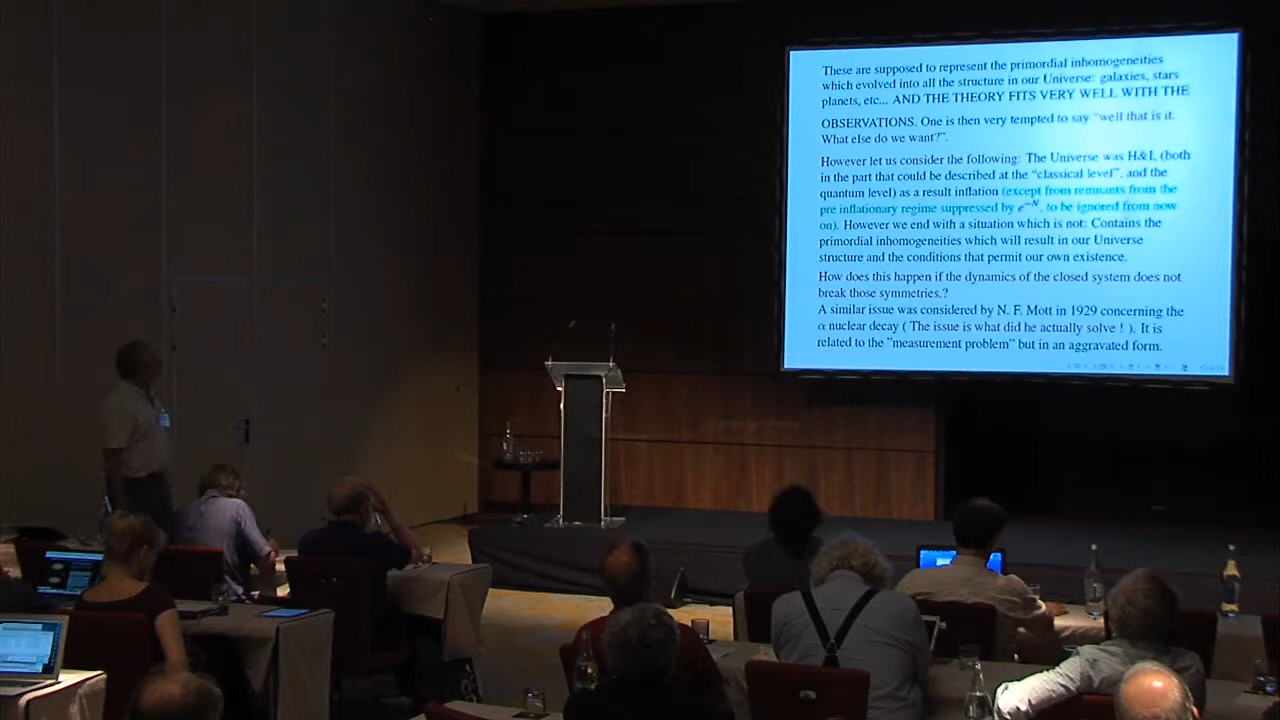 These are supposed to represent the primordial inhomogeneities
which evolved into all the structure in our Universe: galaxies, stars
planets, etc... AND THE THEORY FITS VERY WELL WITH THE
OBSERVATIONS. One is then very tempted to say "well that is it.
What else do we want?".
However let us consider the following: The Universe was H&I, (both
in the part that could be described at the "classical level", and the
quantum level) as a result inflation (except from remnants from the
pre inflationary regime suppressed by e^{-N}, to be ignored from now
on). However we end with a situation which is not: Contains the
primordial inhomogeneities which will result in our Universe
structure and the conditions that permit our own existence.
How does this happen if the dynamics of the closed system does not
break those symmetries.?
A similar issue was considered by N. F. Mott in 1929 concerning the
α nuclear decay ( The issue is what did he actually solve ! ). It is
related to the "measurement problem" but in an aggravated form.